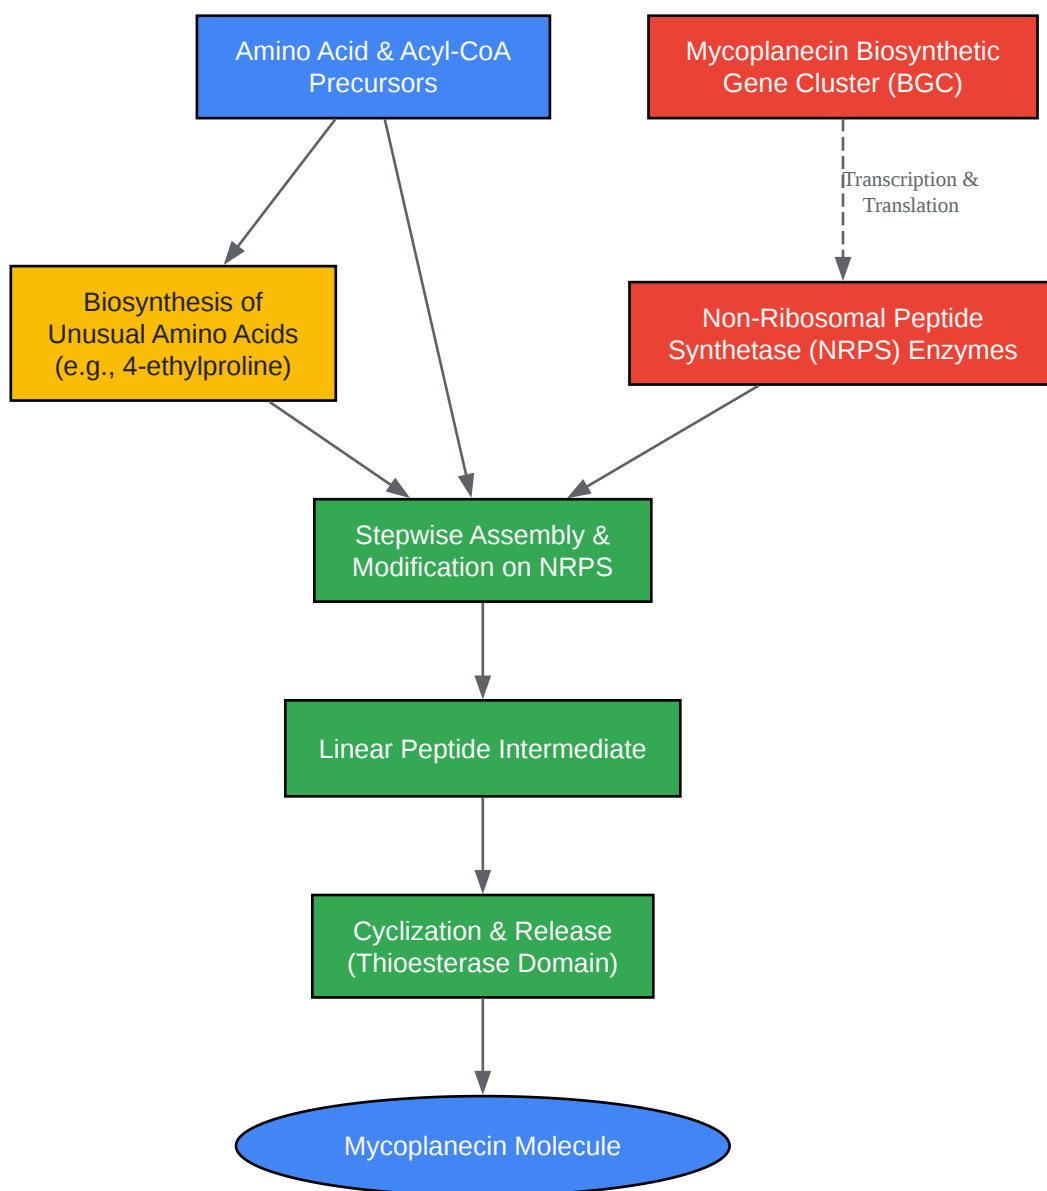 Amino Acid & Acyl-CoA
Precursors
Mycoplanecin Biosynthetic
Gene Cluster (BGC)
Transcription &
Translation
Biosynthesis of
Unusual Amino Acids
(e.g., 4-ethylproline)
Non-Ribosomal Peptide
Synthetase (NRPS) Enzymes
Stepwise Assembly &
Modification on NRPS
Linear Peptide Intermediate
Cyclization & Release
(Thioesterase Domain)
Mycoplanecin Molecule